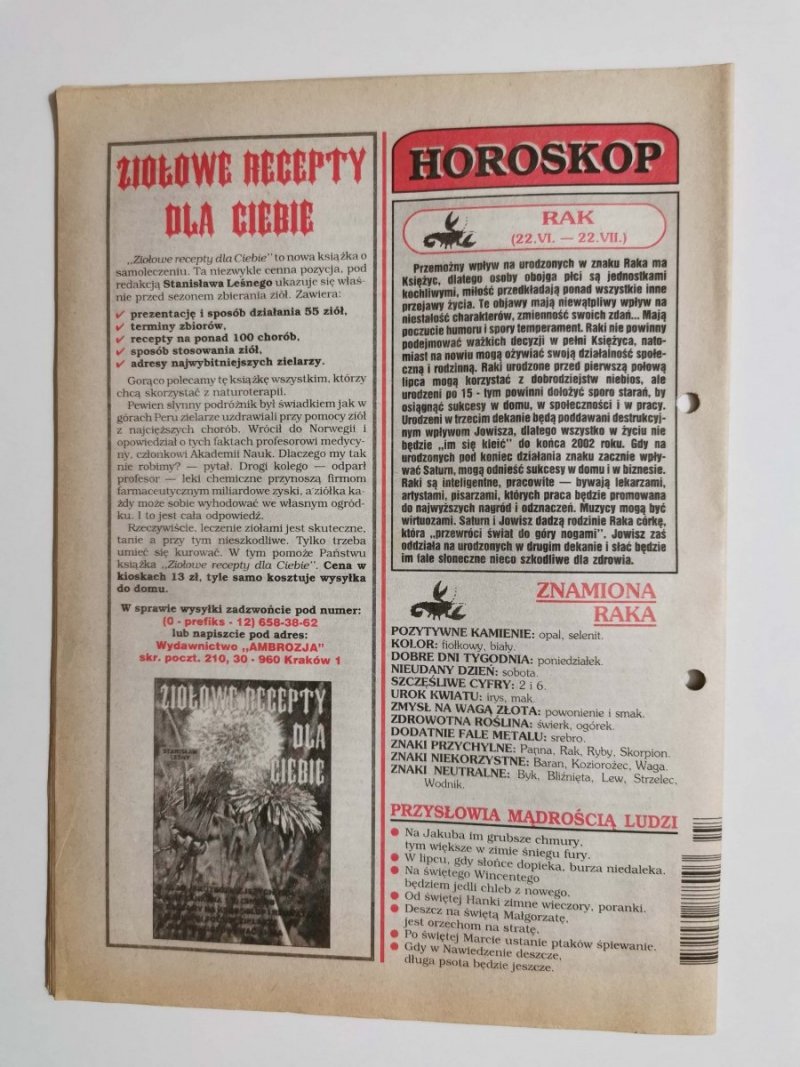 ZIOŁOWE RECEPTY
DLA CIEBIE
„Ziołowe recepty dla Ciebie" to nowa książka o
samoleczeniu. Ta niezwykle cenna pozycja, pod
redakcją Stanisława Leśnego ukazuje się właś-
nie przed sezonem zbierania ziół. Zawiera:
✓ prezentację i sposób działania 55 ziół,
✓ terminy zbiorów,
✓ recepty na ponad 100 chorób,
✓ sposób stosowania ziół,
✓ adresy najwybitniejszych zielarzy.
Gorąco polecamy tę książkę wszystkim, którzy
chcą skorzystać z naturoterapii.
Pewien słynny podróżnik był świadkiem jak w
górach Peru zielarze uzdrawiali przy pomocy ziół
z najcięższych chorób. Wrócił do Norwegii i
opowiedział o tych faktach profesorowi medycy-
ny, członkowi Akademii Nauk. Dlaczego my tak
nie robimy? — pytał. Drogi kolego — odparł
profesor — leki chemiczne przynoszą firmom
farmaceutycznym miliardowe zyski, a ziółka ka-
żdy może sobie wyhodować we własnym ogród-
ku. I to jest cała odpowiedź.
Rzeczywiście, leczenie ziołami jest skuteczne,
tanie a przy tym nieszkodliwe. Tylko trzeba
umieć się kurować. W tym pomoże Państwu
książka „Ziołowe recepty dla Ciebie". Cena w
kioskach 13 zł, tyle samo kosztuje wysyłka
do domu.
W sprawie wysyłki zadzwońcie pod numer:
(0 - prefiks - 12) 658-38-62
lub napiszcie pod adres:
Wydawnictwo „AMBROZJA"
skr. poczt. 210, 30 - 960 Kraków 1
ZIOŁOWE RECEPTY
DLA
CIEBIE
STANISŁAW
LEŚNY
HOROSKOP
RAK
(22.VI. — 22.VII.)
Przemożny wpływ na urodzonych w znaku Raka ma
Księżyc, dlatego osoby obojga płci są jednostkami
kochliwymi, miłość przedkładają ponad wszystkie inne
przejawy życia. Te objawy mają niewątpliwy wpływ na
niestałość charakterów, zmienność swoich zdań... Mają
poczucie humoru i spory temperament. Raki nie powinny
podejmować ważkich decyzji w pełni Księżyca, nato-
miast na nowiu mogą ożywiać swoją działalność społe-
czną i rodzinną. Raki urodzone przed pierwszą połową
lipca mogą korzystać z dobrodziejstw niebios, ale
urodzeni po 15 - tym powinni dołożyć sporo starań, by
osiągnąć sukcesy w domu, w społeczności i w pracy.
Urodzeni w trzecim dekanie będą poddawani destrukcyj-
nym wpływom Jowisza, dlatego wszystko w życiu nie
będzie „im się kleić" do końca 2002 roku. Gdy na
urodzonych pod koniec działania znaku zacznie wpły-
wać Saturn, mogą odnieść sukcesy w domu i w biznesie.
Raki są inteligentne, pracowite — bywają lekarzami,
artystami, pisarzami, których praca będzie promowana
do najwyższych nagród i odznaczeń. Muzycy mogą być
wirtuozami. Saturn i Jowisz dadzą rodzinie Raka córkę,
która „przewróci świat do góry nogami". Jowisz zaś
oddziała na urodzonych w drugim dekanie i słać będzie
im fale słoneczne nieco szkodliwe dla zdrowia.
ZNAMIONA
RAKA
POZYTYWNE KAMIENIE: opal, selenit.
KOLOR: fiołkowy, biały.
DOBRE DNI TYGODNIA: poniedziałek.
NIEUDANY DZIEŃ: sobota.
SZCZĘŚLIWE CYFRY: 2 i 6.
UROK KWIATU: irys, mak.
ZMYSŁ NA WAGĄ ZŁOTA: powonienie i smak.
ZDROWOTNA ROŚLINA: świerk, ogórek.
DODATNIE FALE METALU: srebro.
ZNAKI PRZYCHYLNE: Panna, Rak, Ryby, Skorpion.
ZNAKI NIEKORZYSTNE: Baran, Koziorożec, Waga.
ZNAKI NEUTRALNE: Byk, Bliźnięta, Lew, Strzelec,
Wodnik.
PRZYSŁOWIA MĄDROŚCIĄ LUDZI
● Na Jakuba im grubsze chmury,
tym większe w zimie śniegu fury.
● W lipcu, gdy słońce dopieka, burza niedaleka.
● Na świętego Wincentego
będziem jedli chleb z nowego.
● Od świętej Hanki zimne wieczory, poranki.
● Deszcz na świętą Małgorzatę,
jest orzechom na stratę.
● Po świętej Marcie ustanie ptaków śpiewanie.
● Gdy w Nawiedzenie deszcze,
długa psota będzie jeszcze.